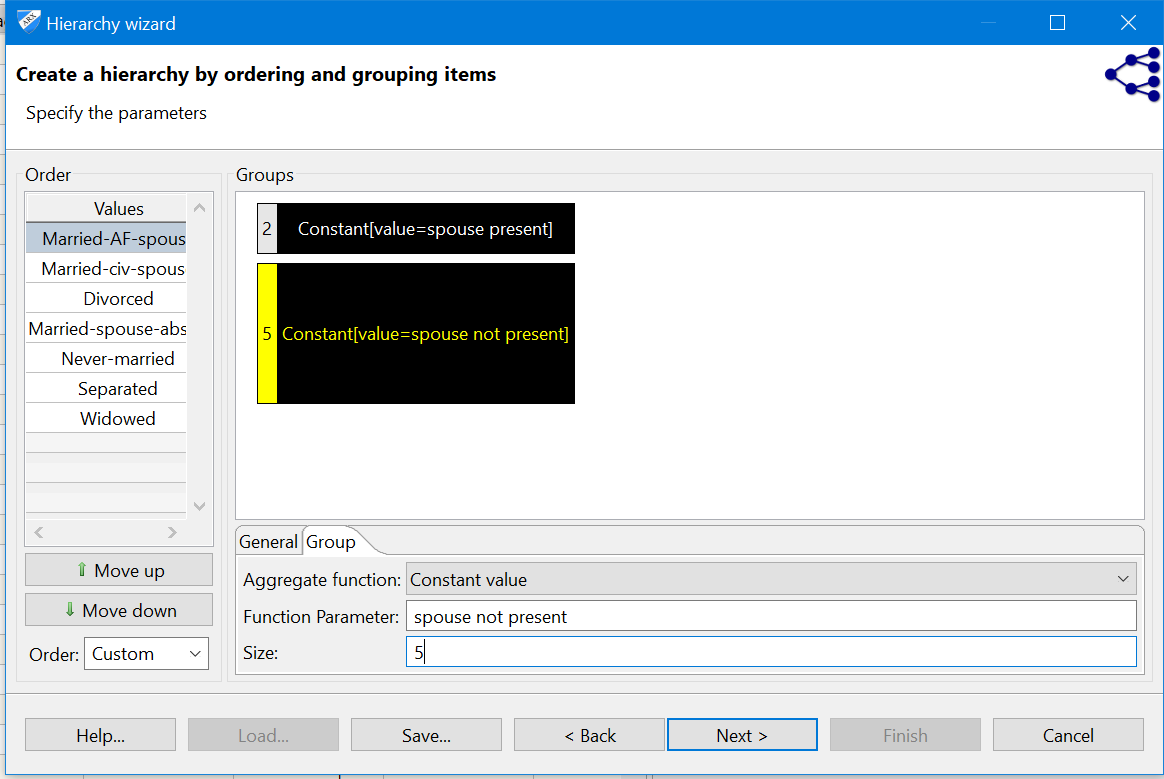 ARX Hierarchy wizard
Create a hierarchy by ordering and grouping items
Specify the parameters
Order
Values
Married-AF-spous
Married-civ-spous
Divorced
Married-spouse-abs
Never-married
Separated
Widowed
Move up
Move down
Order: Custom
Groups
2 Constant[value=spouse present]
5 Constant[value=spouse not present]
General Group
Aggregate function: Constant value
Function Parameter: spouse not present
Size: 5
Help... Load... Save... < Back Next > Finish Cancel